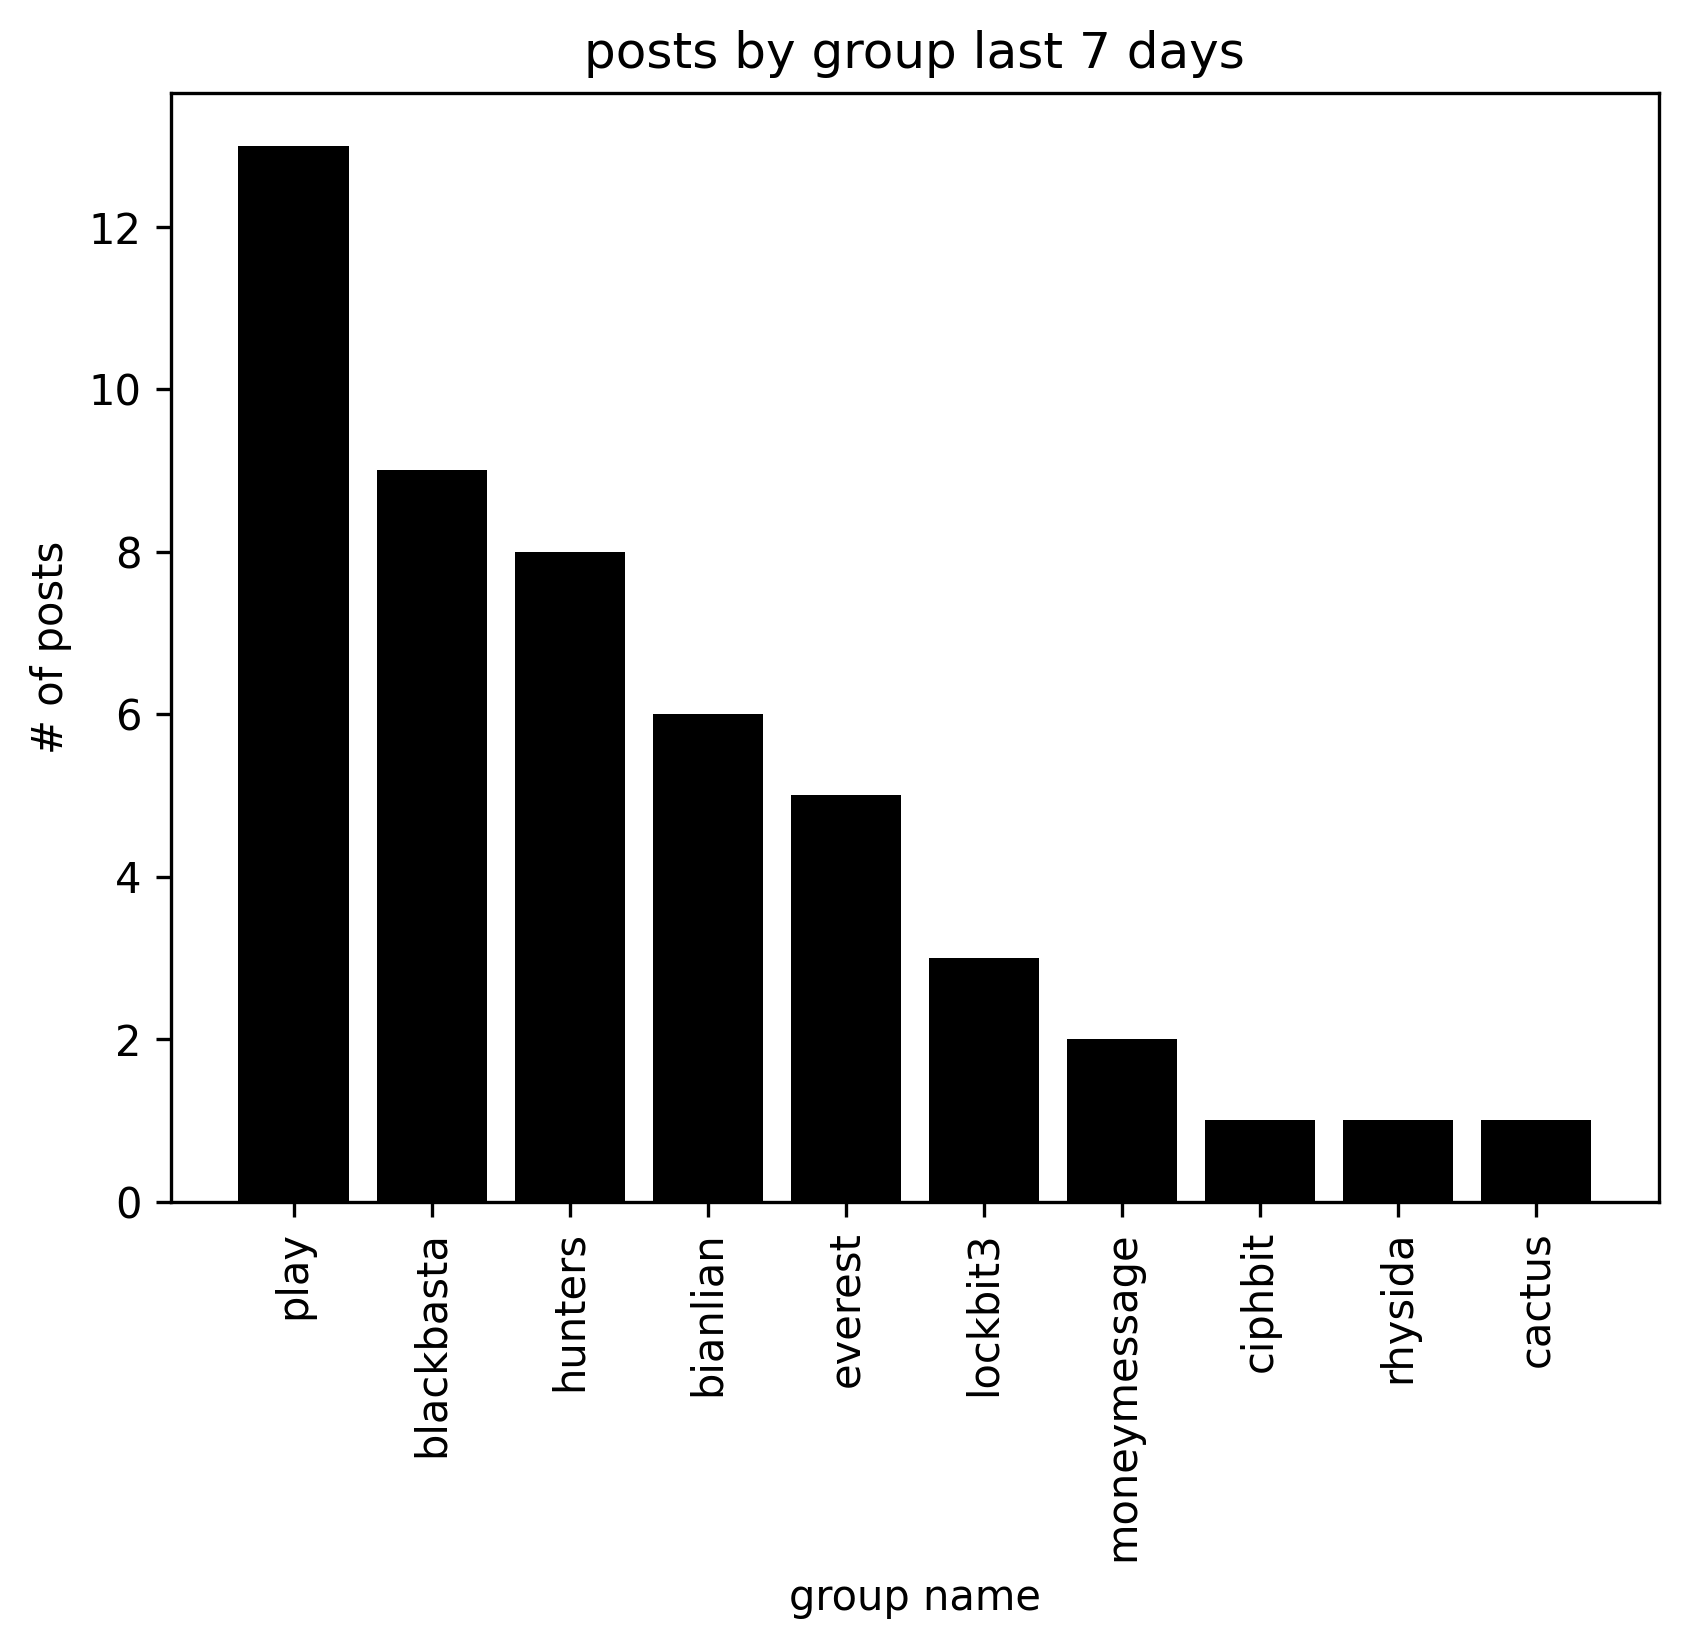 posts by group last 7 days
# of posts
12
10
8
6
4
2
0
play
blackbasta
hunters
bianlian
everest
lockbit3
moneymessage
ciphbit
rhysida
cactus
group name